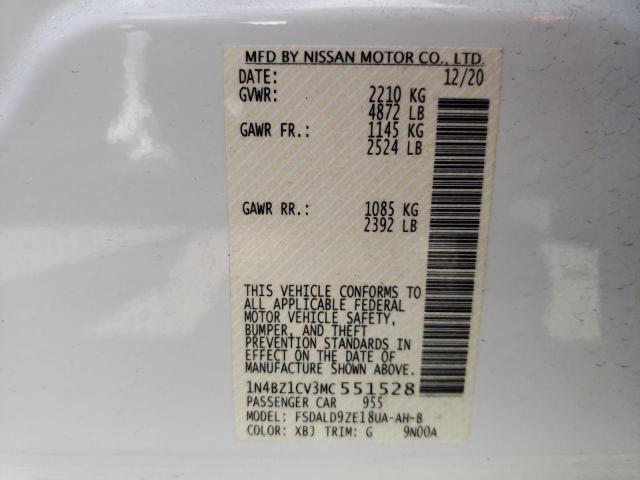 MFD BY NISSAN MOTOR CO., LTD.
DATE: 12/20
GVWR: 2210 KG
4872 LB
GAWR FR.: 1145 KG
2524 LB
GAWR RR.: 1085 KG
2392 LB
THIS VEHICLE CONFORMS TO
ALL APPLICABLE FEDERAL
MOTOR VEHICLE SAFETY,
BUMPER, AND THEFT
PREVENTION STANDARDS IN
EFFECT ON THE DATE OF
MANUFACTURE SHOWN ABOVE.
1N4BZ1CV3MC551528
PASSENGER CAR 955
MODEL: FSDALD9ZE18UA-AH-B
COLOR: XBJ TRIM: G 9N00A